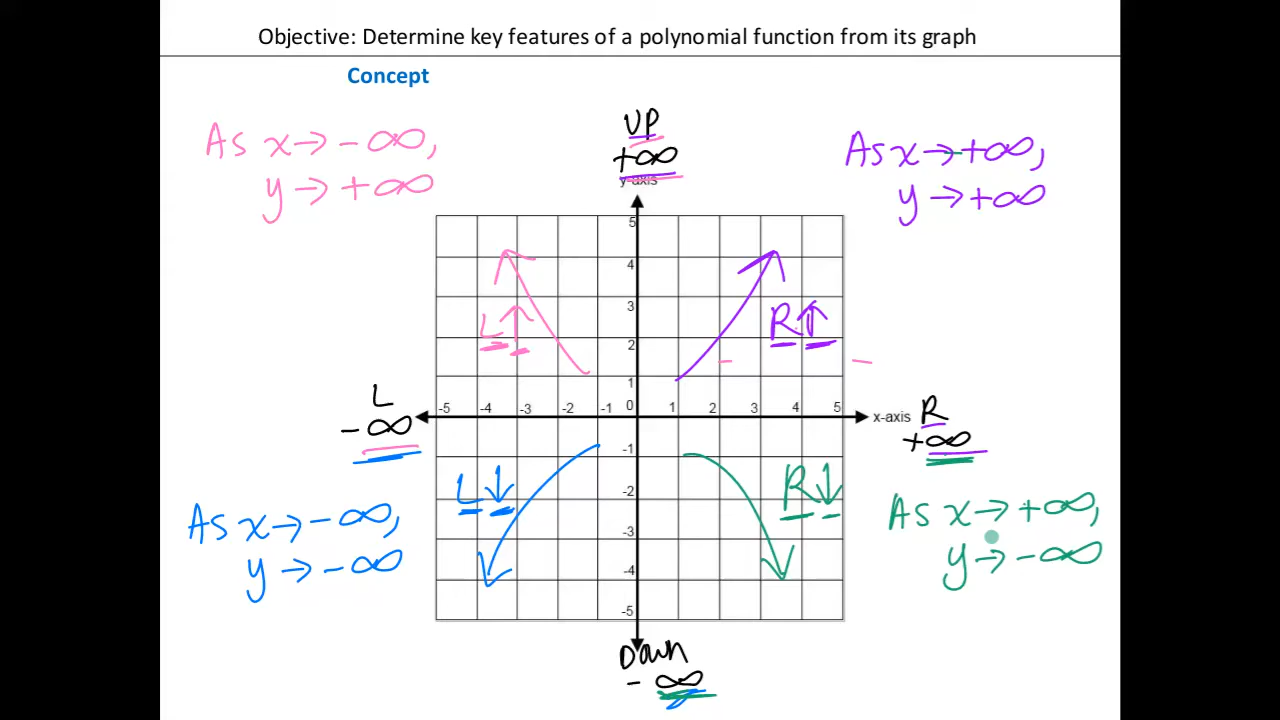 Objective: Determine key features of a polynomial function from its graph
Concept
As x → -∞,
y → +∞
UP
+∞
y-axis
As x → +∞,
y → +∞
5
4
3
2
1
L↑
R↑
L
-∞
-5 -4 -3 -2 -1 0 1 2 3 4 5
x-axis
R
+∞
-1
-2
-3
-4
-5
L↓
R↓
As x → -∞,
y → -∞
As x → +∞,
y → -∞
Down
- ∞